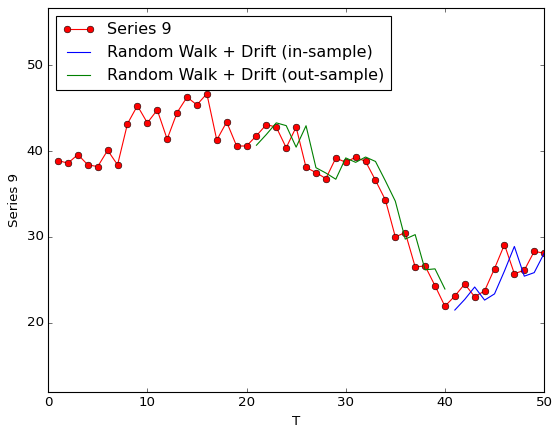 Series 9
Random Walk + Drift (in-sample)
Random Walk + Drift (out-sample)
50
40
30
20
Series 9
0 10 20 30 40 50
T